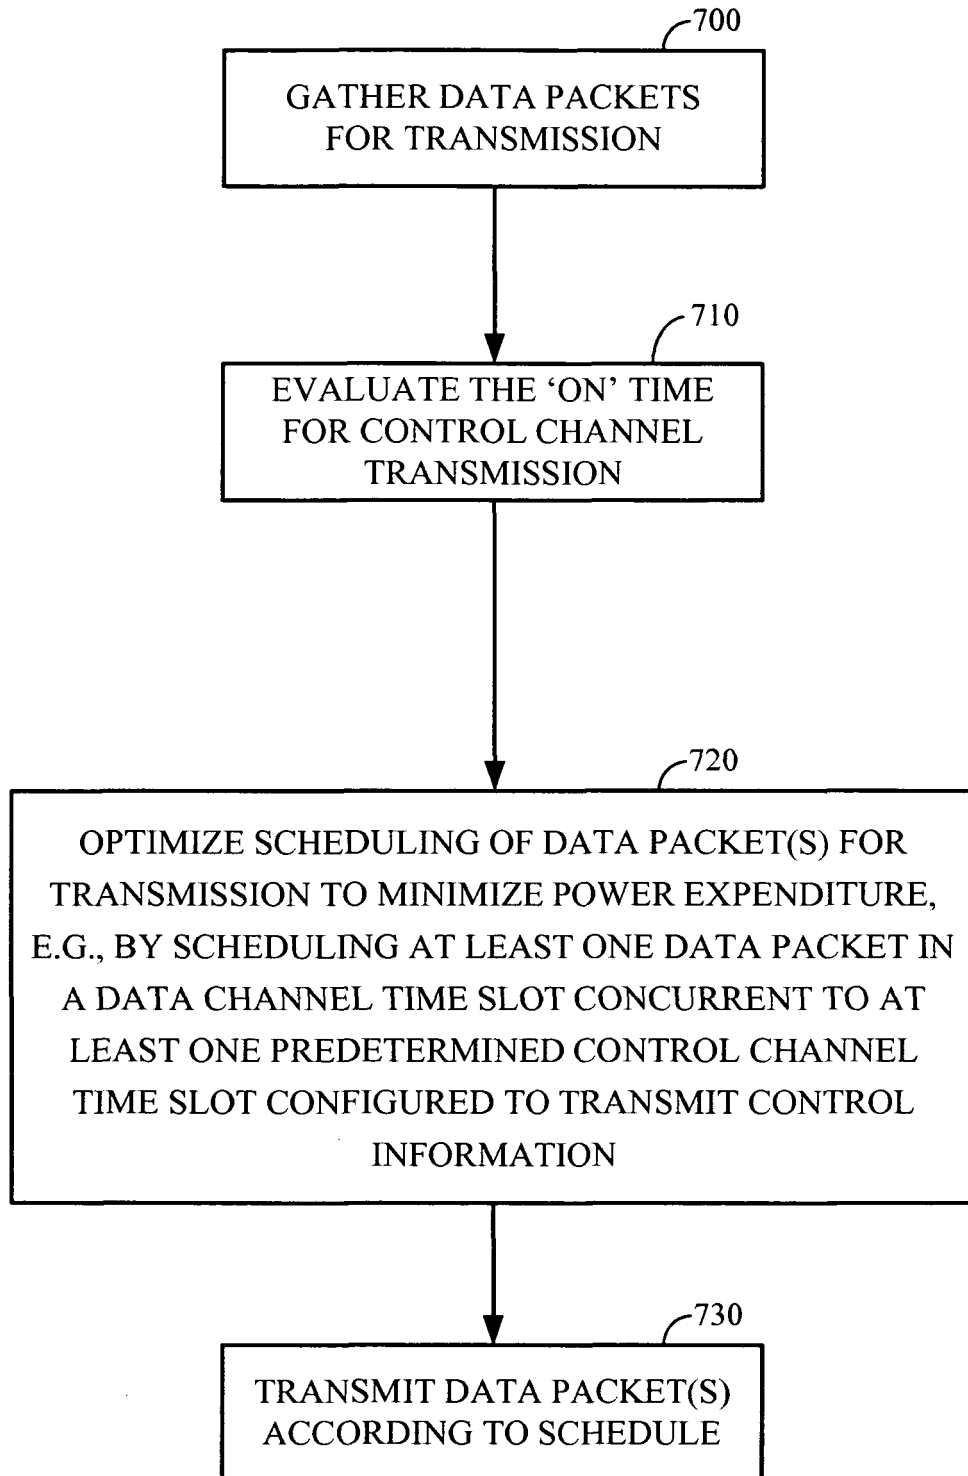 700
GATHER DATA PACKETS
FOR TRANSMISSION
710
EVALUATE THE ‘ON’ TIME
FOR CONTROL CHANNEL
TRANSMISSION
720
OPTIMIZE SCHEDULING OF DATA PACKET(S) FOR
TRANSMISSION TO MINIMIZE POWER EXPENDITURE,
E.G., BY SCHEDULING AT LEAST ONE DATA PACKET IN
A DATA CHANNEL TIME SLOT CONCURRENT TO AT
LEAST ONE PREDETERMINED CONTROL CHANNEL
TIME SLOT CONFIGURED TO TRANSMIT CONTROL
INFORMATION
730
TRANSMIT DATA PACKET(S)
ACCORDING TO SCHEDULE